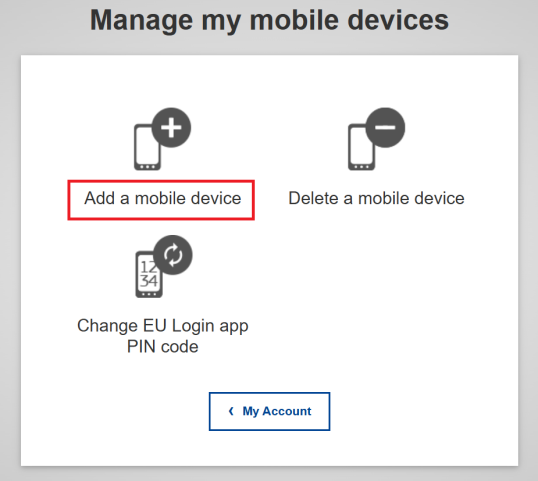 Manage my mobile devices
Add a mobile device
Delete a mobile device
12
34
Change EU Login app
PIN code
‹ My Account